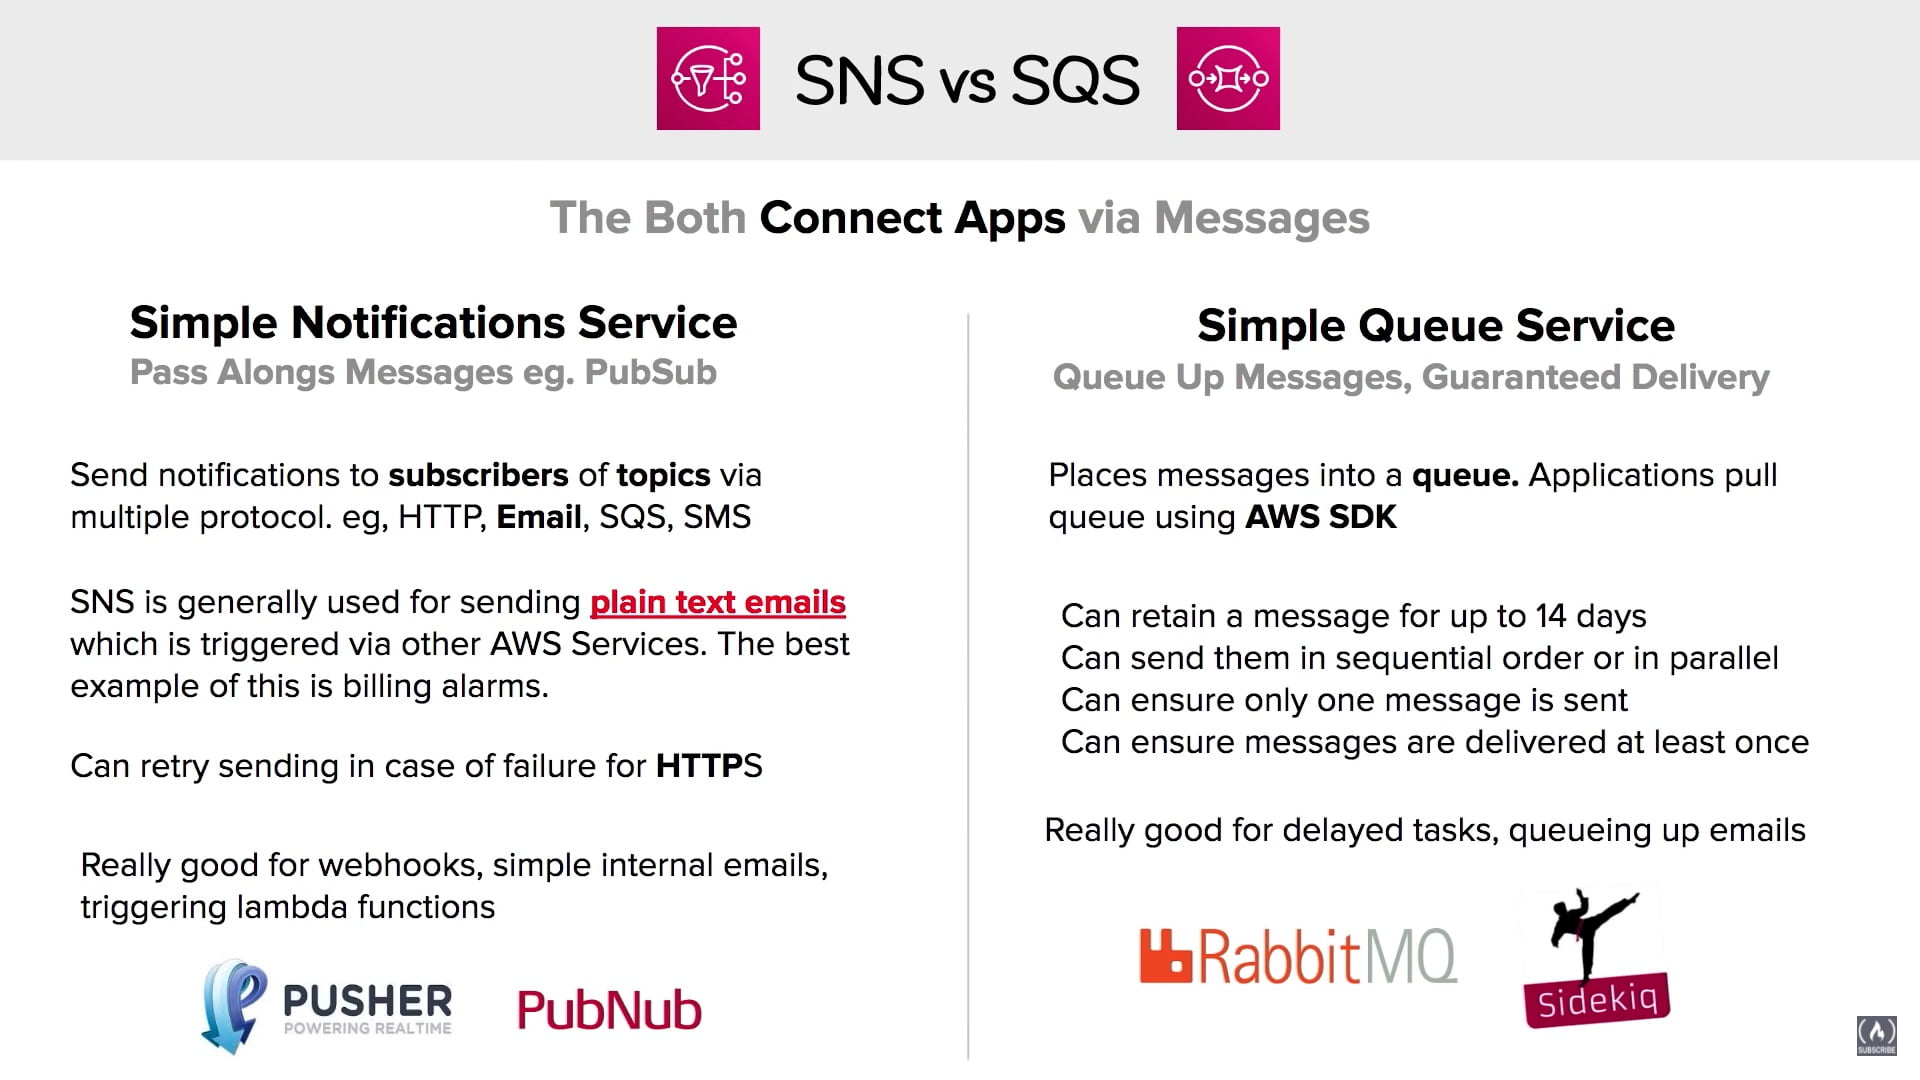 SNS vs SQS
The Both Connect Apps via Messages
Simple Notifications Service
Pass Alongs Messages eg. PubSub
Send notifications to subscribers of topics via
multiple protocol. eg, HTTP, Email, SQS, SMS
SNS is generally used for sending plain text emails
which is triggered via other AWS Services. The best
example of this is billing alarms.
Can retry sending in case of failure for HTTPS
Really good for webhooks, simple internal emails,
triggering lambda functions
PUSHER
POWERING REALTIME
PubNub
Simple Queue Service
Queue Up Messages, Guaranteed Delivery
Places messages into a queue. Applications pull
queue using AWS SDK
Can retain a message for up to 14 days
Can send them in sequential order or in parallel
Can ensure only one message is sent
Can ensure messages are delivered at least once
Really good for delayed tasks, queueing up emails
RabbitMQ
Sidekiq
SUBSCRIBE